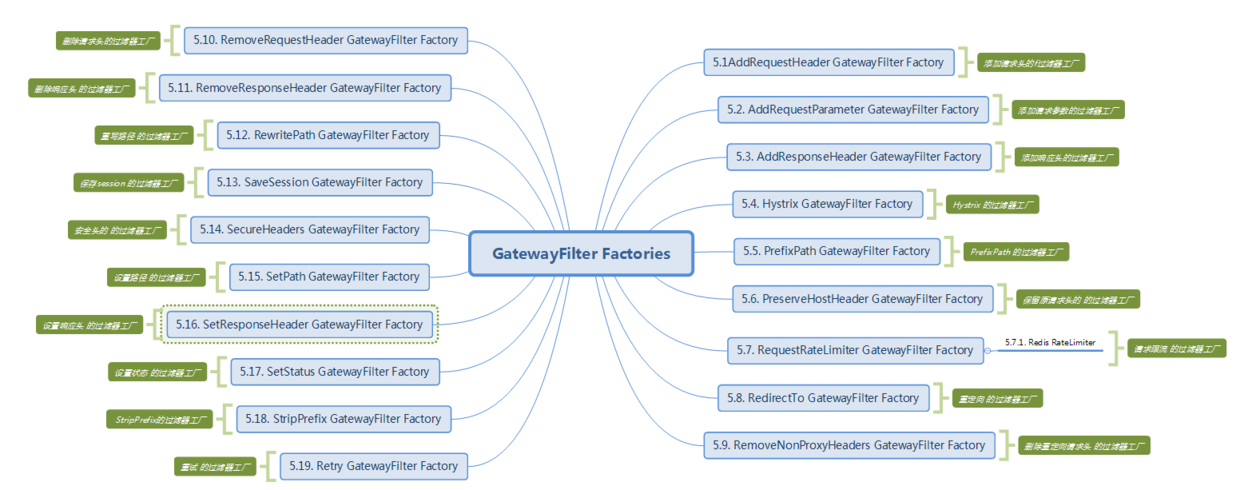 GatewayFilter Factories
5.1AddRequestHeader GatewayFilter Factory
添加请求头的f过滤器工厂
5.2. AddRequestParameter GatewayFilter Factory
添加请求参数的过滤器工厂
5.3. AddResponseHeader GatewayFilter Factory
添加响应头的过滤器工厂
5.4. Hystrix GatewayFilter Factory
Hystrix 的过滤器工厂
5.5. PrefixPath GatewayFilter Factory
PrefixPath 的过滤器工厂
5.6. PreserveHostHeader GatewayFilter Factory
保留原请求头的 的过滤器工厂
5.7. RequestRateLimiter GatewayFilter Factory
5.7.1. Redis RateLimiter
请求限流 的过滤器工厂
5.8. RedirectTo GatewayFilter Factory
重定向 的过滤器工厂
5.9. RemoveNonProxyHeaders GatewayFilter Factory
删除重定向请求头 的过滤器工厂
5.10. RemoveRequestHeader GatewayFilter Factory
删除请求头的过滤器工厂
5.11. RemoveResponseHeader GatewayFilter Factory
删除响应头 的过滤器工厂
5.12. RewritePath GatewayFilter Factory
重写路径 的过滤器工厂
5.13. SaveSession GatewayFilter Factory
保存session 的过滤器工厂
5.14. SecureHeaders GatewayFilter Factory
安全头的 的过滤器工厂
5.15. SetPath GatewayFilter Factory
设置路径 的过滤器工厂
5.16. SetResponseHeader GatewayFilter Factory
设置响应头 的过滤器工厂
5.17. SetStatus GatewayFilter Factory
设置状态 的过滤器工厂
5.18. StripPrefix GatewayFilter Factory
StripPrefix的过滤器工厂
5.19. Retry GatewayFilter Factory
重试 的过滤器工厂